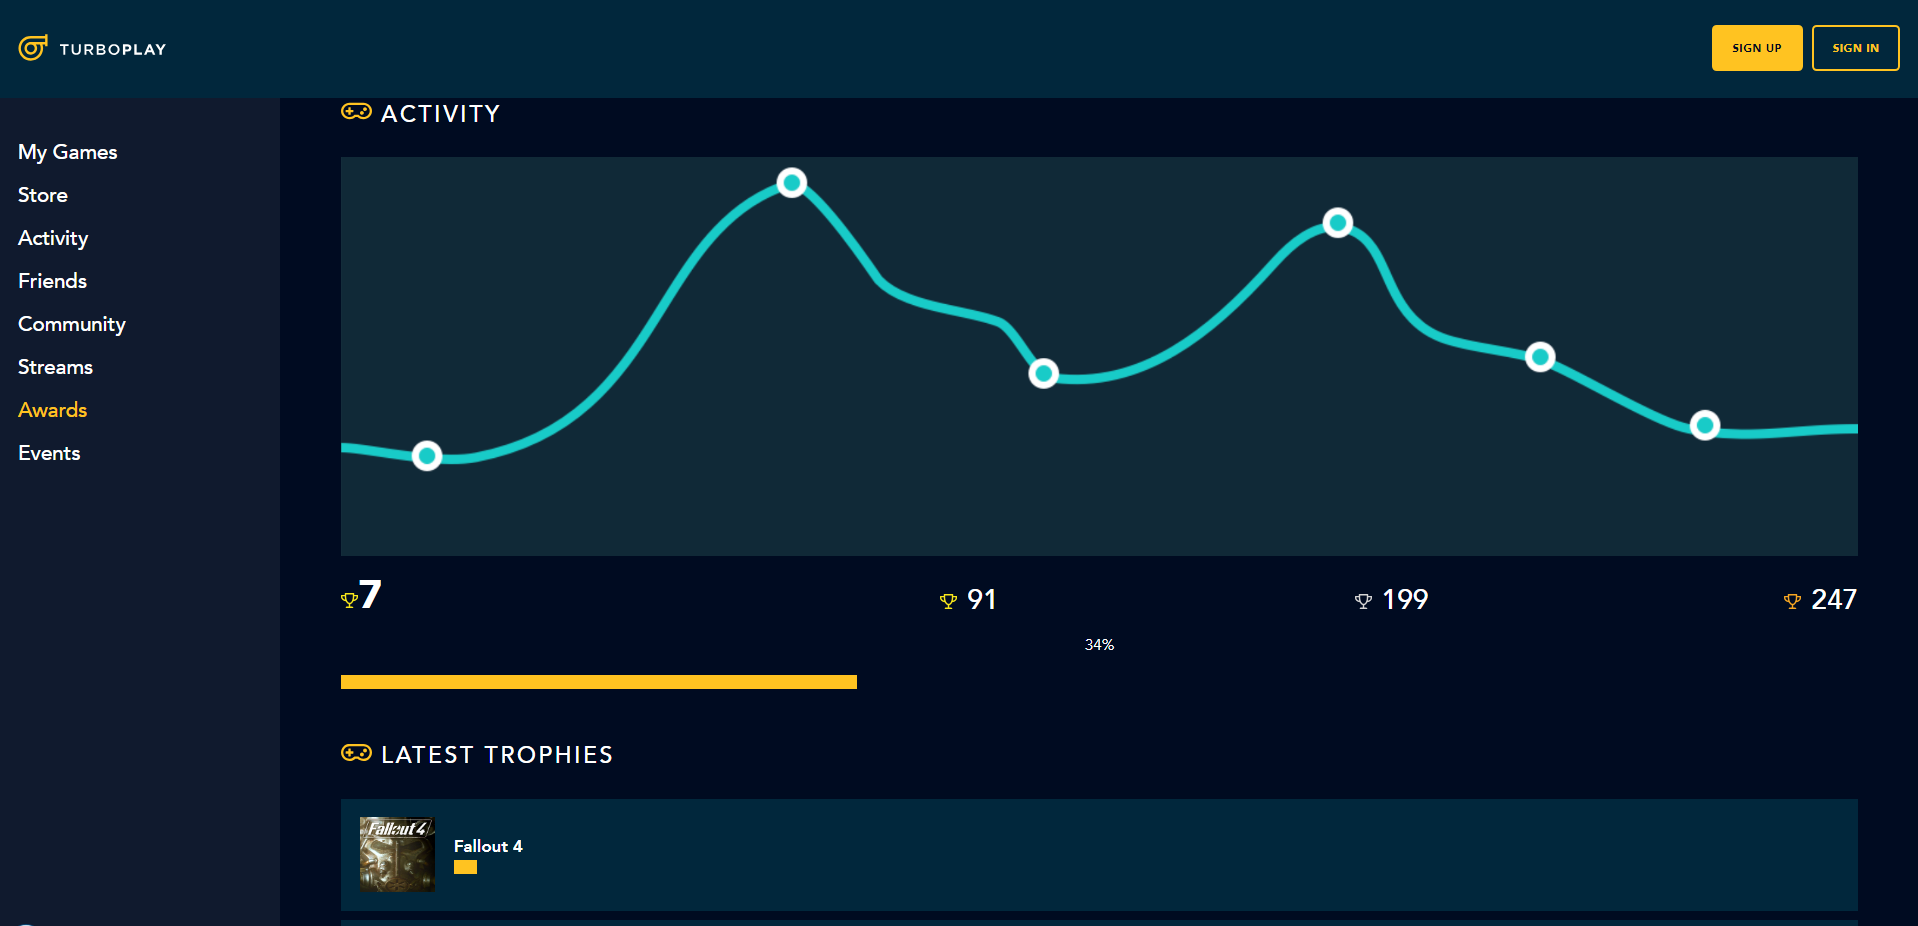 TURBOPLAY
SIGN UP
SIGN IN
My Games
Store
Activity
Friends
Community
Streams
Awards
Events
ACTIVITY
7
91
199
247
34%
LATEST TROPHIES
Fallout 4
Fallout 4